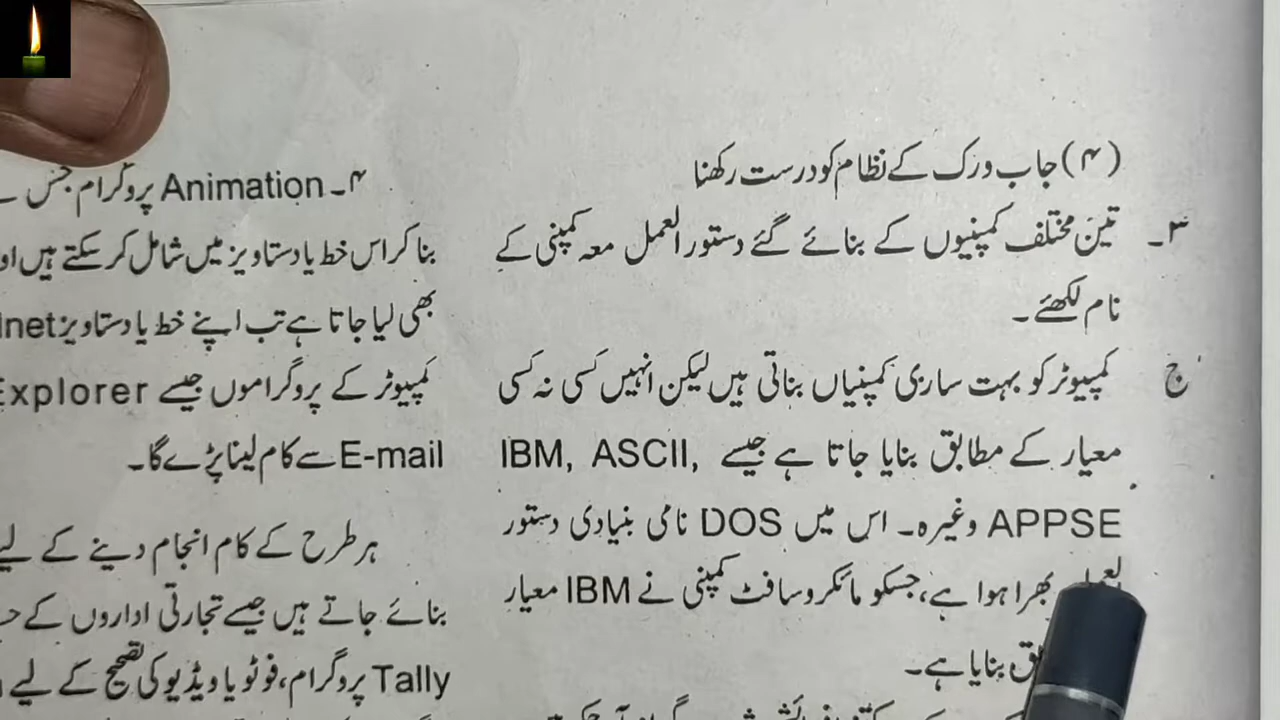 (۴) جاب ورک کے نظام کو درست رکھنا
۳۔ تین مختلف کمپنیوں کے بنائے گئے دستور العمل معہ کمپنی کے
نام لکھئے۔
ج کمپیوٹر کو بہت ساری کمپنیاں بناتی ہیں لیکن انہیں کسی نہ کسی
معیار کے مطابق بنایا جاتا ہے جیسے IBM, ASCII,
APPSE وغیرہ۔ اس میں DOS نامی بنیادی دستور
بھرا ہوا ہے، جسکو مائکروسافٹ کمپنی نے IBM معیار
بنایا ہے۔
۴۔ Animation پروگرام جس
بنا کر اس خط یا دستاویز میں شامل کر سکتے ہیں
بھی لیا جاتا ہے تب اپنے خط یا دستاویز
کمپیوٹر کے پروگراموں جیسے Explorer
E-mail سے کام لینا پڑے گا۔
ہر طرح کے کام انجام دینے کے
بنائے جاتے ہیں جیسے تجارتی اداروں کے
Tally پروگرام، فوٹو یا ویڈیو کی تصحیح کے لیے